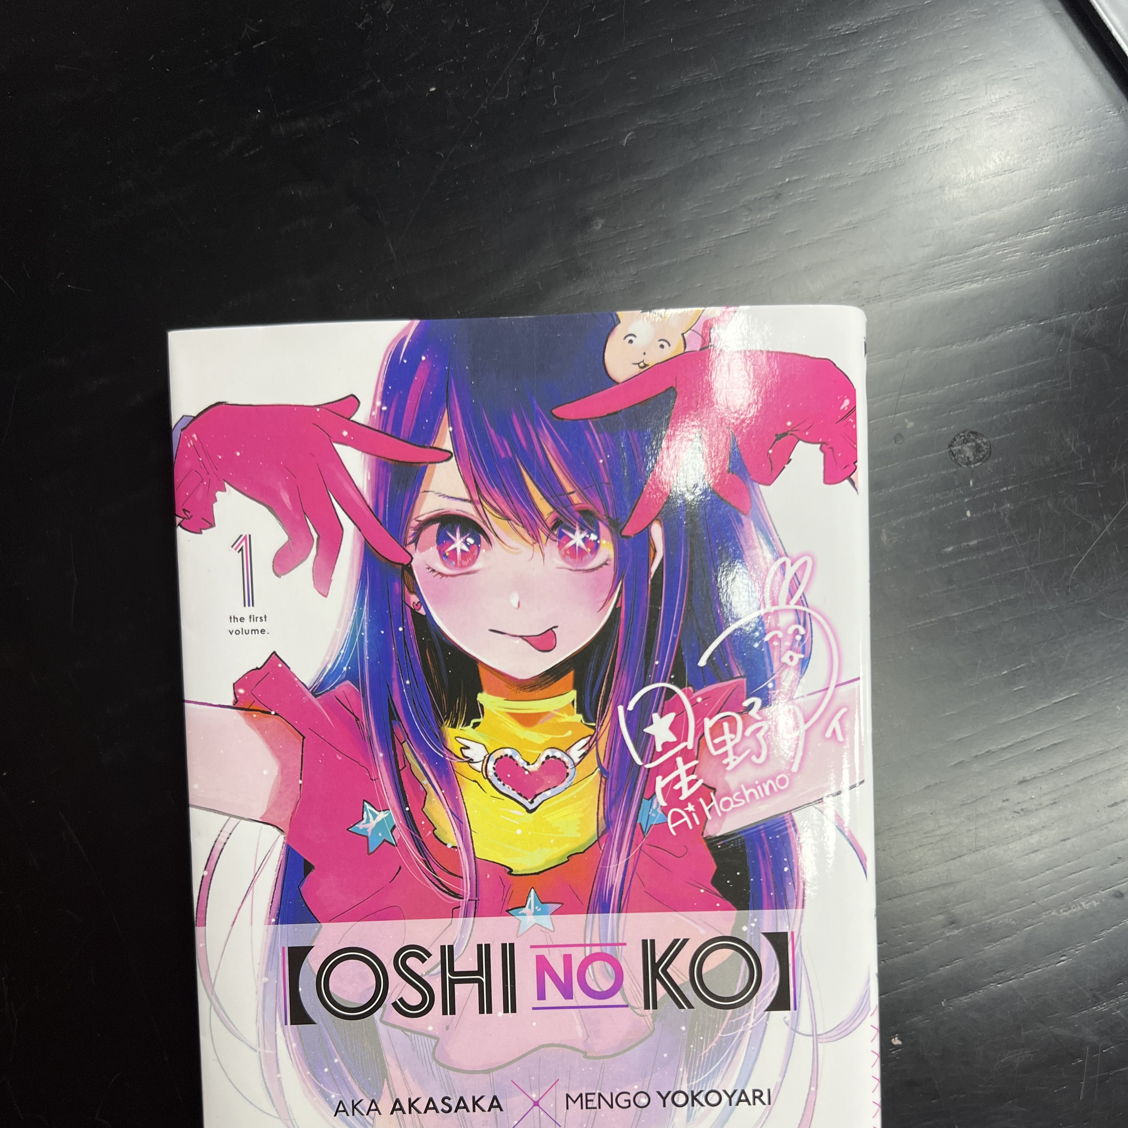 1
the first
volume.
星野アイ
Ai Hoshino
【OSHI NO KO】
AKA AKASAKA × MENGO YOKOYARI